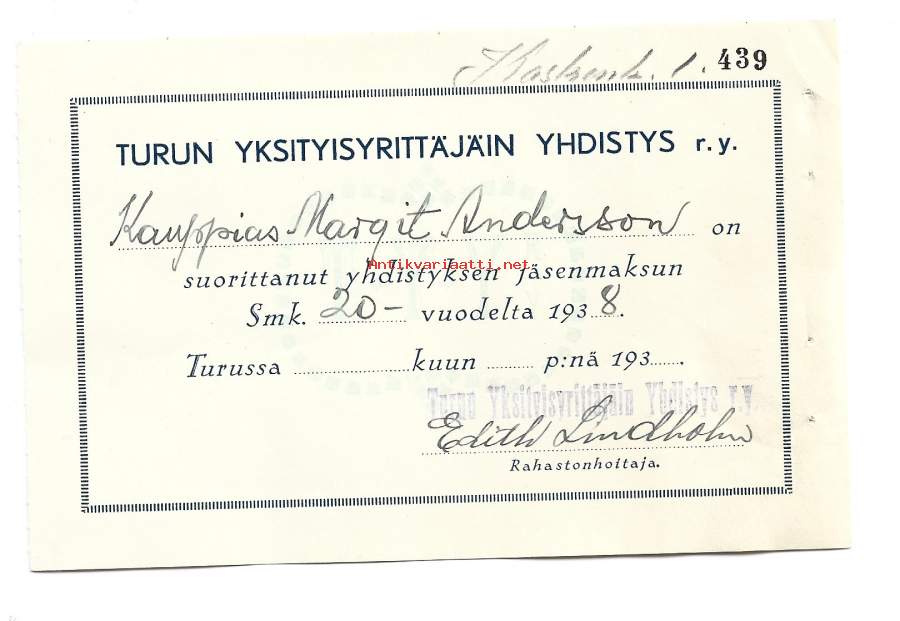 Kaskenk. 1. 439
TURUN YKSITYISYRITTÄJÄIN YHDISTYS r.y.
Kauppias Margit Andersson on
Antikvariaatti.net
suorittanut yhdistyksen jäsenmaksun
Smk. 20- vuodelta 1938.
Turussa kuun p:nä 193 .
Turun Yksityisyrittäjäin Yhdistys r.y.
Edith Lindholm
Rahastonhoitaja.